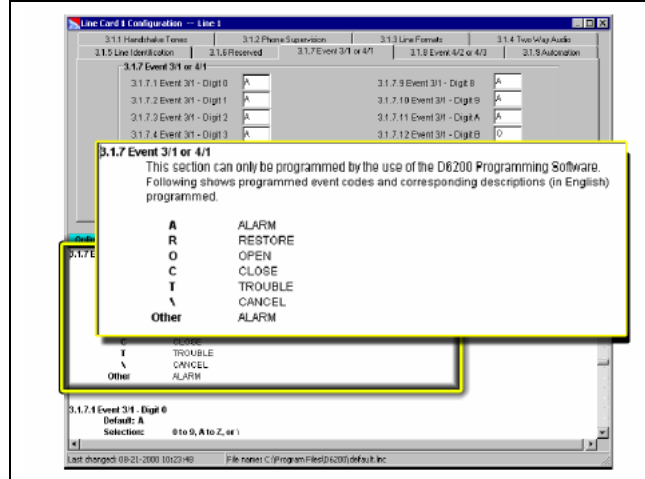 Line Card 1 Configuration -- Line 1
3.1.1 Handshake Tones 3.1.2 Phone Supervision 3.1.3 Line Formats 3.1.4 Two Way Audio
3.1.5 Line Identification 3.1.6 Reserved 3.1.7 Event 3/1 or 4/1 3.1.8 Event 4/2 or 4/3 3.1.9 Automation
3.1.7 Event 3/1 or 4/1
3.1.7.1 Event 3/1 - Digit 0 A 3.1.7.9 Event 3/1 - Digit 8 A
3.1.7.2 Event 3/1 - Digit 1 A 3.1.7.10 Event 3/1 - Digit 9 A
3.1.7.3 Event 3/1 - Digit 2 A 3.1.7.11 Event 3/1 - Digit A A
3.1.7.4 Event 3/1 - Digit 3 A 3.1.7.12 Event 3/1 - Digit B O
3.1.7 Event 3/1 or 4/1
This section can only be programmed by the use of the D6200 Programming Software.
Following shows programmed event codes and corresponding descriptions (in English)
programmed.
A ALARM
R RESTORE
O OPEN
C CLOSE
T TROUBLE
\ CANCEL
Other ALARM
3.1.7 E
C CLOSE
T TROUBLE
\ CANCEL
Other ALARM
3.1.7.1 Event 3/1 - Digit 0
Default: A
Selection: 0 to 9, A to Z, or \
Last changed: 08-21-2000 10:23:48 File name: C:\Program Files\D6200\default.lnc